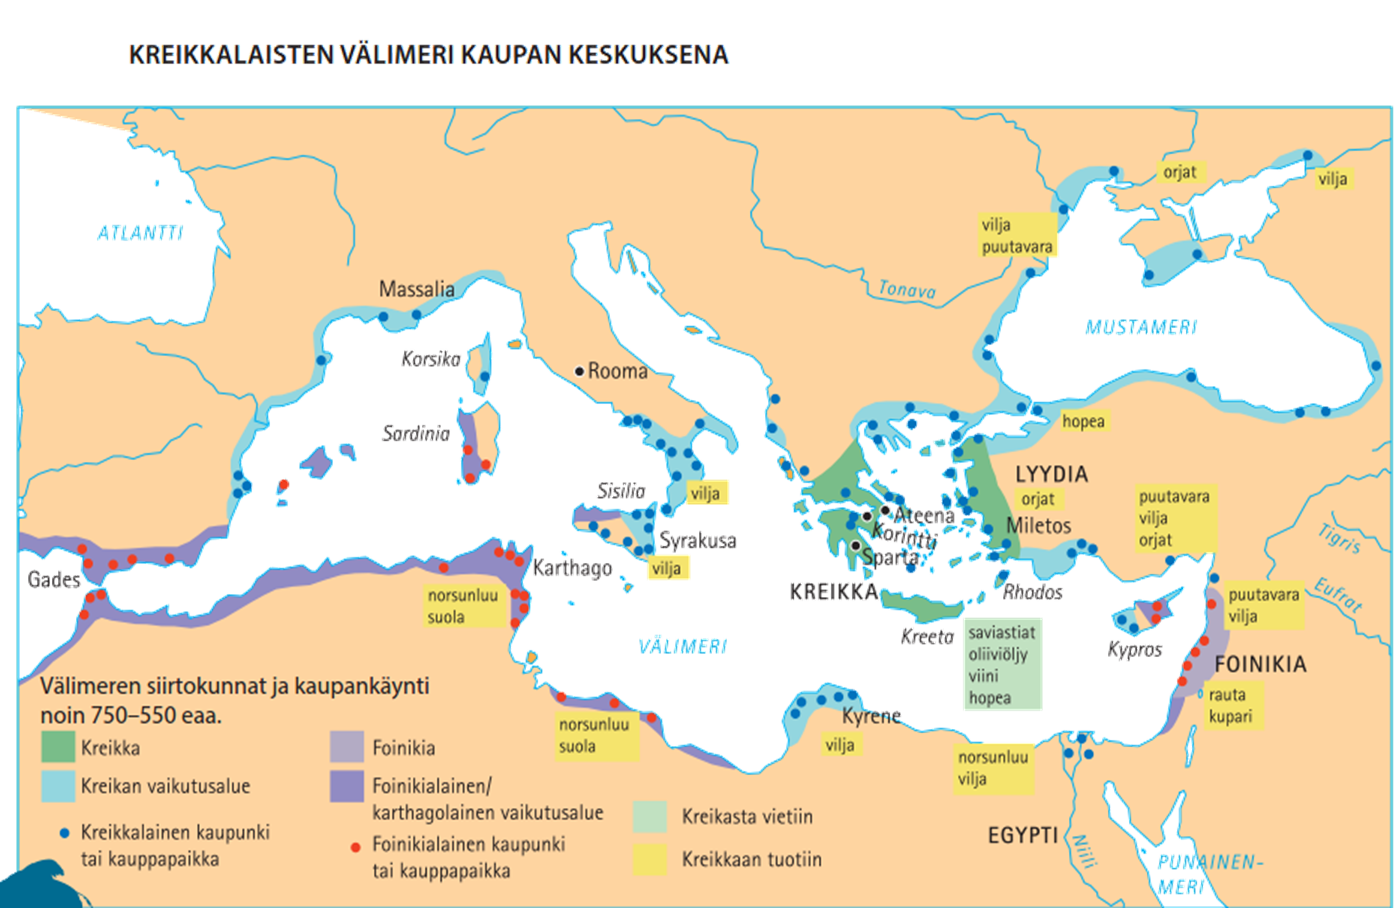 KREIKKALAISTEN VÄLIMERI KAUPAN KESKUKSENA
orjat
vilja
vilja
puutavara
ATLANTTI
Tonava
Massalia
MUSTAMERI
Korsika
Rooma
hopea
Sardinia
LYYDIA
orjat
Sisilia
vilja
puutavara
vilja
orjat
Ateena
Miletos
Korintti
Syrakusa
Sparta
Tigris
Karthago
vilja
Gades
KREIKKA
Rhodos
Eufrat
norsunluu
suola
puutavara
vilja
Kreeta
saviastiat
oliiviöljy
viini
hopea
Kypros
VÄLIMERI
FOINIKIA
rauta
kupari
norsunluu
suola
Kyrene
vilja
norsunluu
vilja
EGYPTI
Niili
PUNAINEN-
MERI
Välimeren siirtokunnat ja kaupankäynti
noin 750–550 eaa.
Kreikka
Kreikan vaikutusalue
Kreikkalainen kaupunki
tai kauppapaikka
Foinikia
Foinikialainen/
karthagolainen vaikutusalue
Foinikialainen kaupunki
tai kauppapaikka
Kreikasta vietiin
Kreikkaan tuotiin